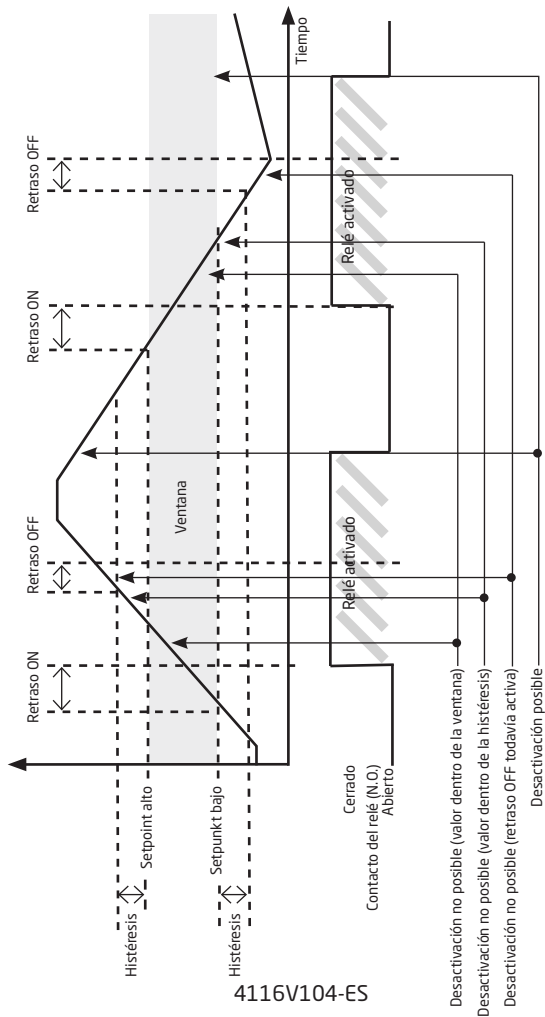 Retraso ON
Retraso OFF
Retraso ON
Retraso OFF
Histéresis
Setpoint alto
Ventana
Setpunkt bajo
Histéresis
Tiempo
Cerrado
Contacto del relé (N.O.)
Abierto
Relé activado
Relé activado
Desactivación no posible (valor dentro de la ventana)
Desactivación no posible (valor dentro de la histéresis)
Desactivación no posible (retraso OFF todavía activa)
Desactivación posible
4116V104-ES